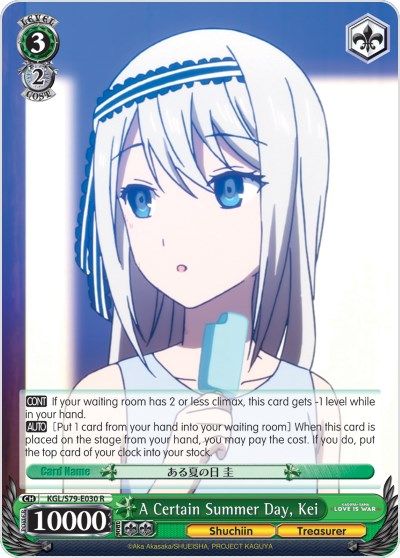 LEVEL
3
2
COST
CONT If your waiting room has 2 or less climax, this card gets -1 level while
in your hand.
AUTO [Put 1 card from your hand into your waiting room] When this card is
placed on the stage from your hand, you may pay the cost. If you do, put
the top card of your clock into your stock.
Card Name ある夏の日 圭
CH KGL/S79-E030 R
A Certain Summer Day, Kei
KAGUYA-SAMA
LOVE IS WAR
10000
Shuchiin
Treasurer
©Aka Akasaka/SHUEISHA, PROJECT KAGUYA